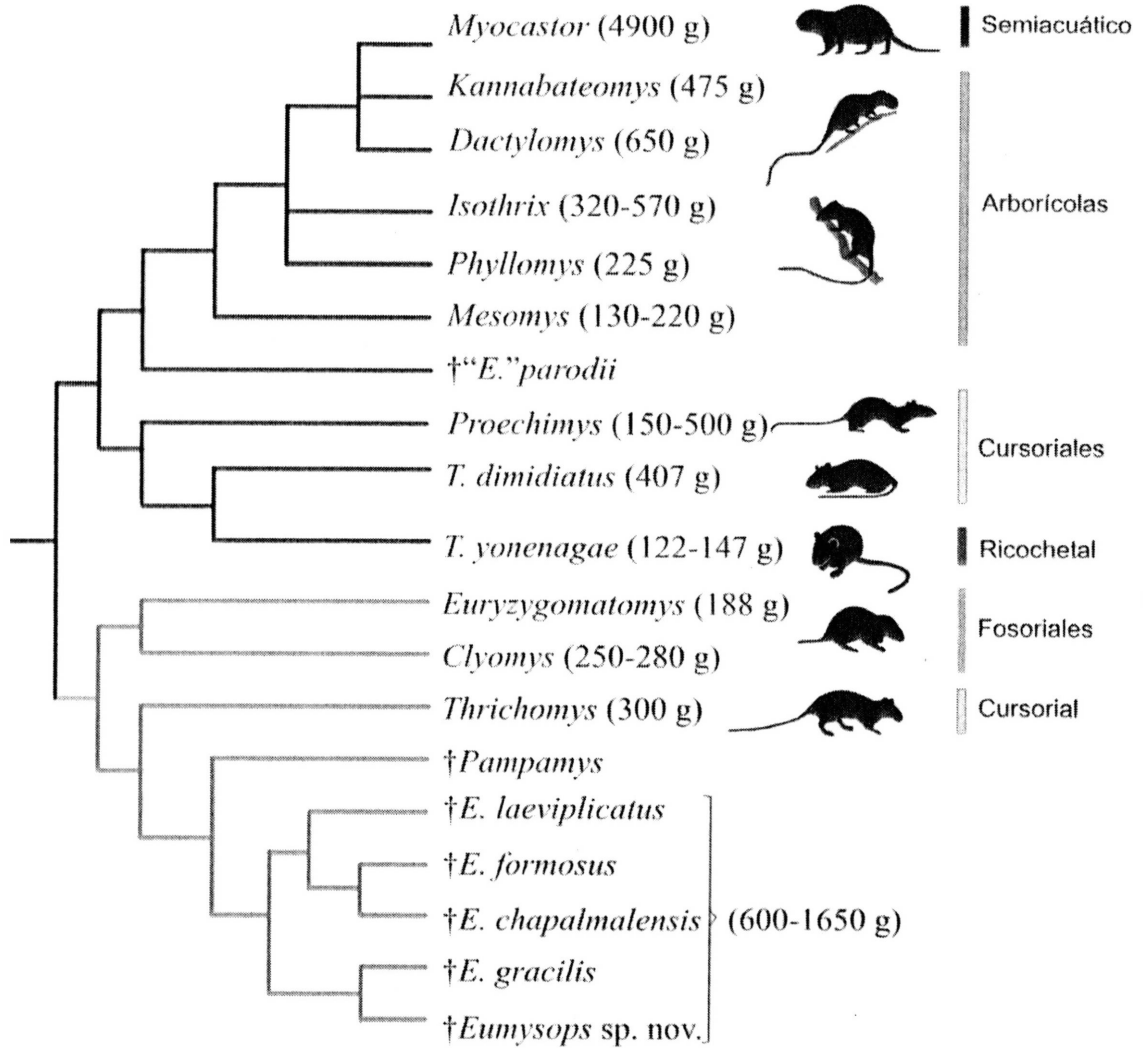 Myocastor (4900 g)
Semiacuático
Kannabateomys (475 g)
Dactylomys (650 g)
Isothrix (320-570 g)
Arborícolas
Phyllomys (225 g)
Mesomys (130-220 g)
†“E.”parodii
Proechimys (150-500 g)
Cursoriales
T. dimidiatus (407 g)
T. yonenagae (122-147 g)
Ricochetal
Euryzygomatomys (188 g)
Fosoriales
Clyomys (250-280 g)
Thrichomys (300 g)
Cursorial
†Pampamys
†E. laeviplicatus
†E. formosus
†E. chapalmalensis
(600-1650 g)
†E. gracilis
†Eumysops sp. nov.